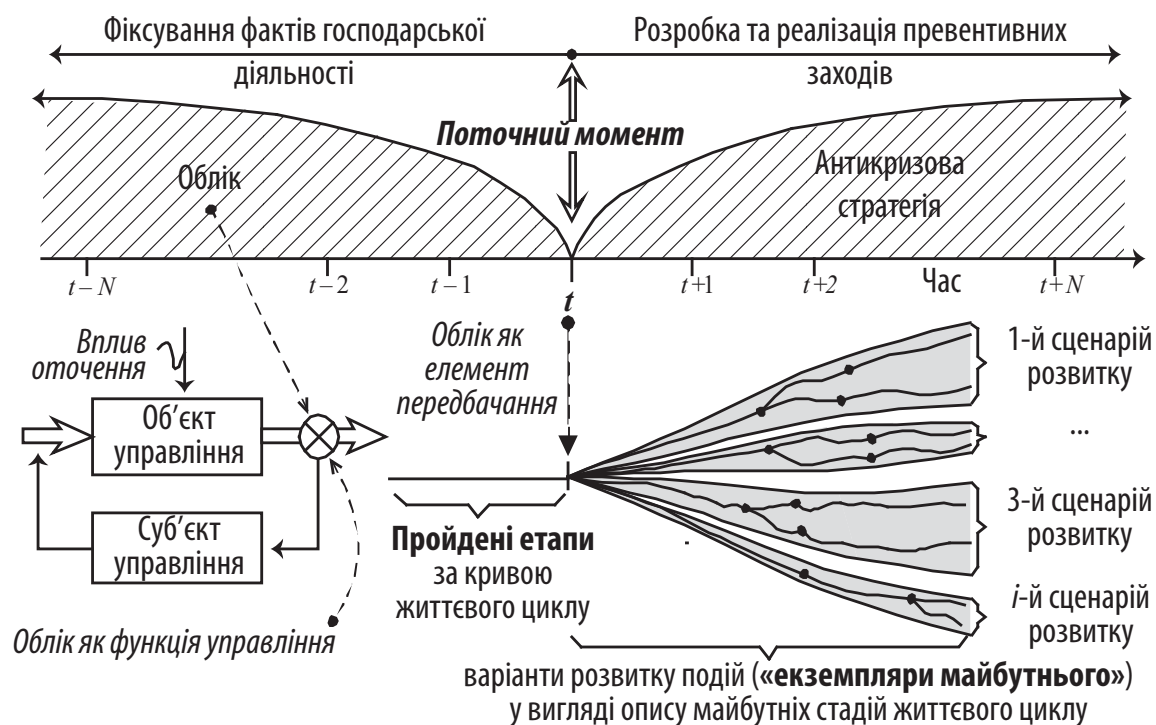 Фіксування фактів господарської
діяльності
Розробка та реалізація превентивних
заходів
Поточний момент
Облік
Антикризова
стратегія
t – N
t – 2
t – 1
t
t+1
t+2
Час
t+N
Вплив
оточення
Об’єкт
управління
Суб’єкт
управління
Облік як функція управління
Облік як
елемент
передбачання
Пройдені етапи
за кривою
життєвого циклу
1-й сценарій
розвитку
...
3-й сценарій
розвитку
і-й сценарій
розвитку
варіанти розвитку подій («екземпляри майбутнього»)
у вигляді опису майбутніх стадій життєвого циклу